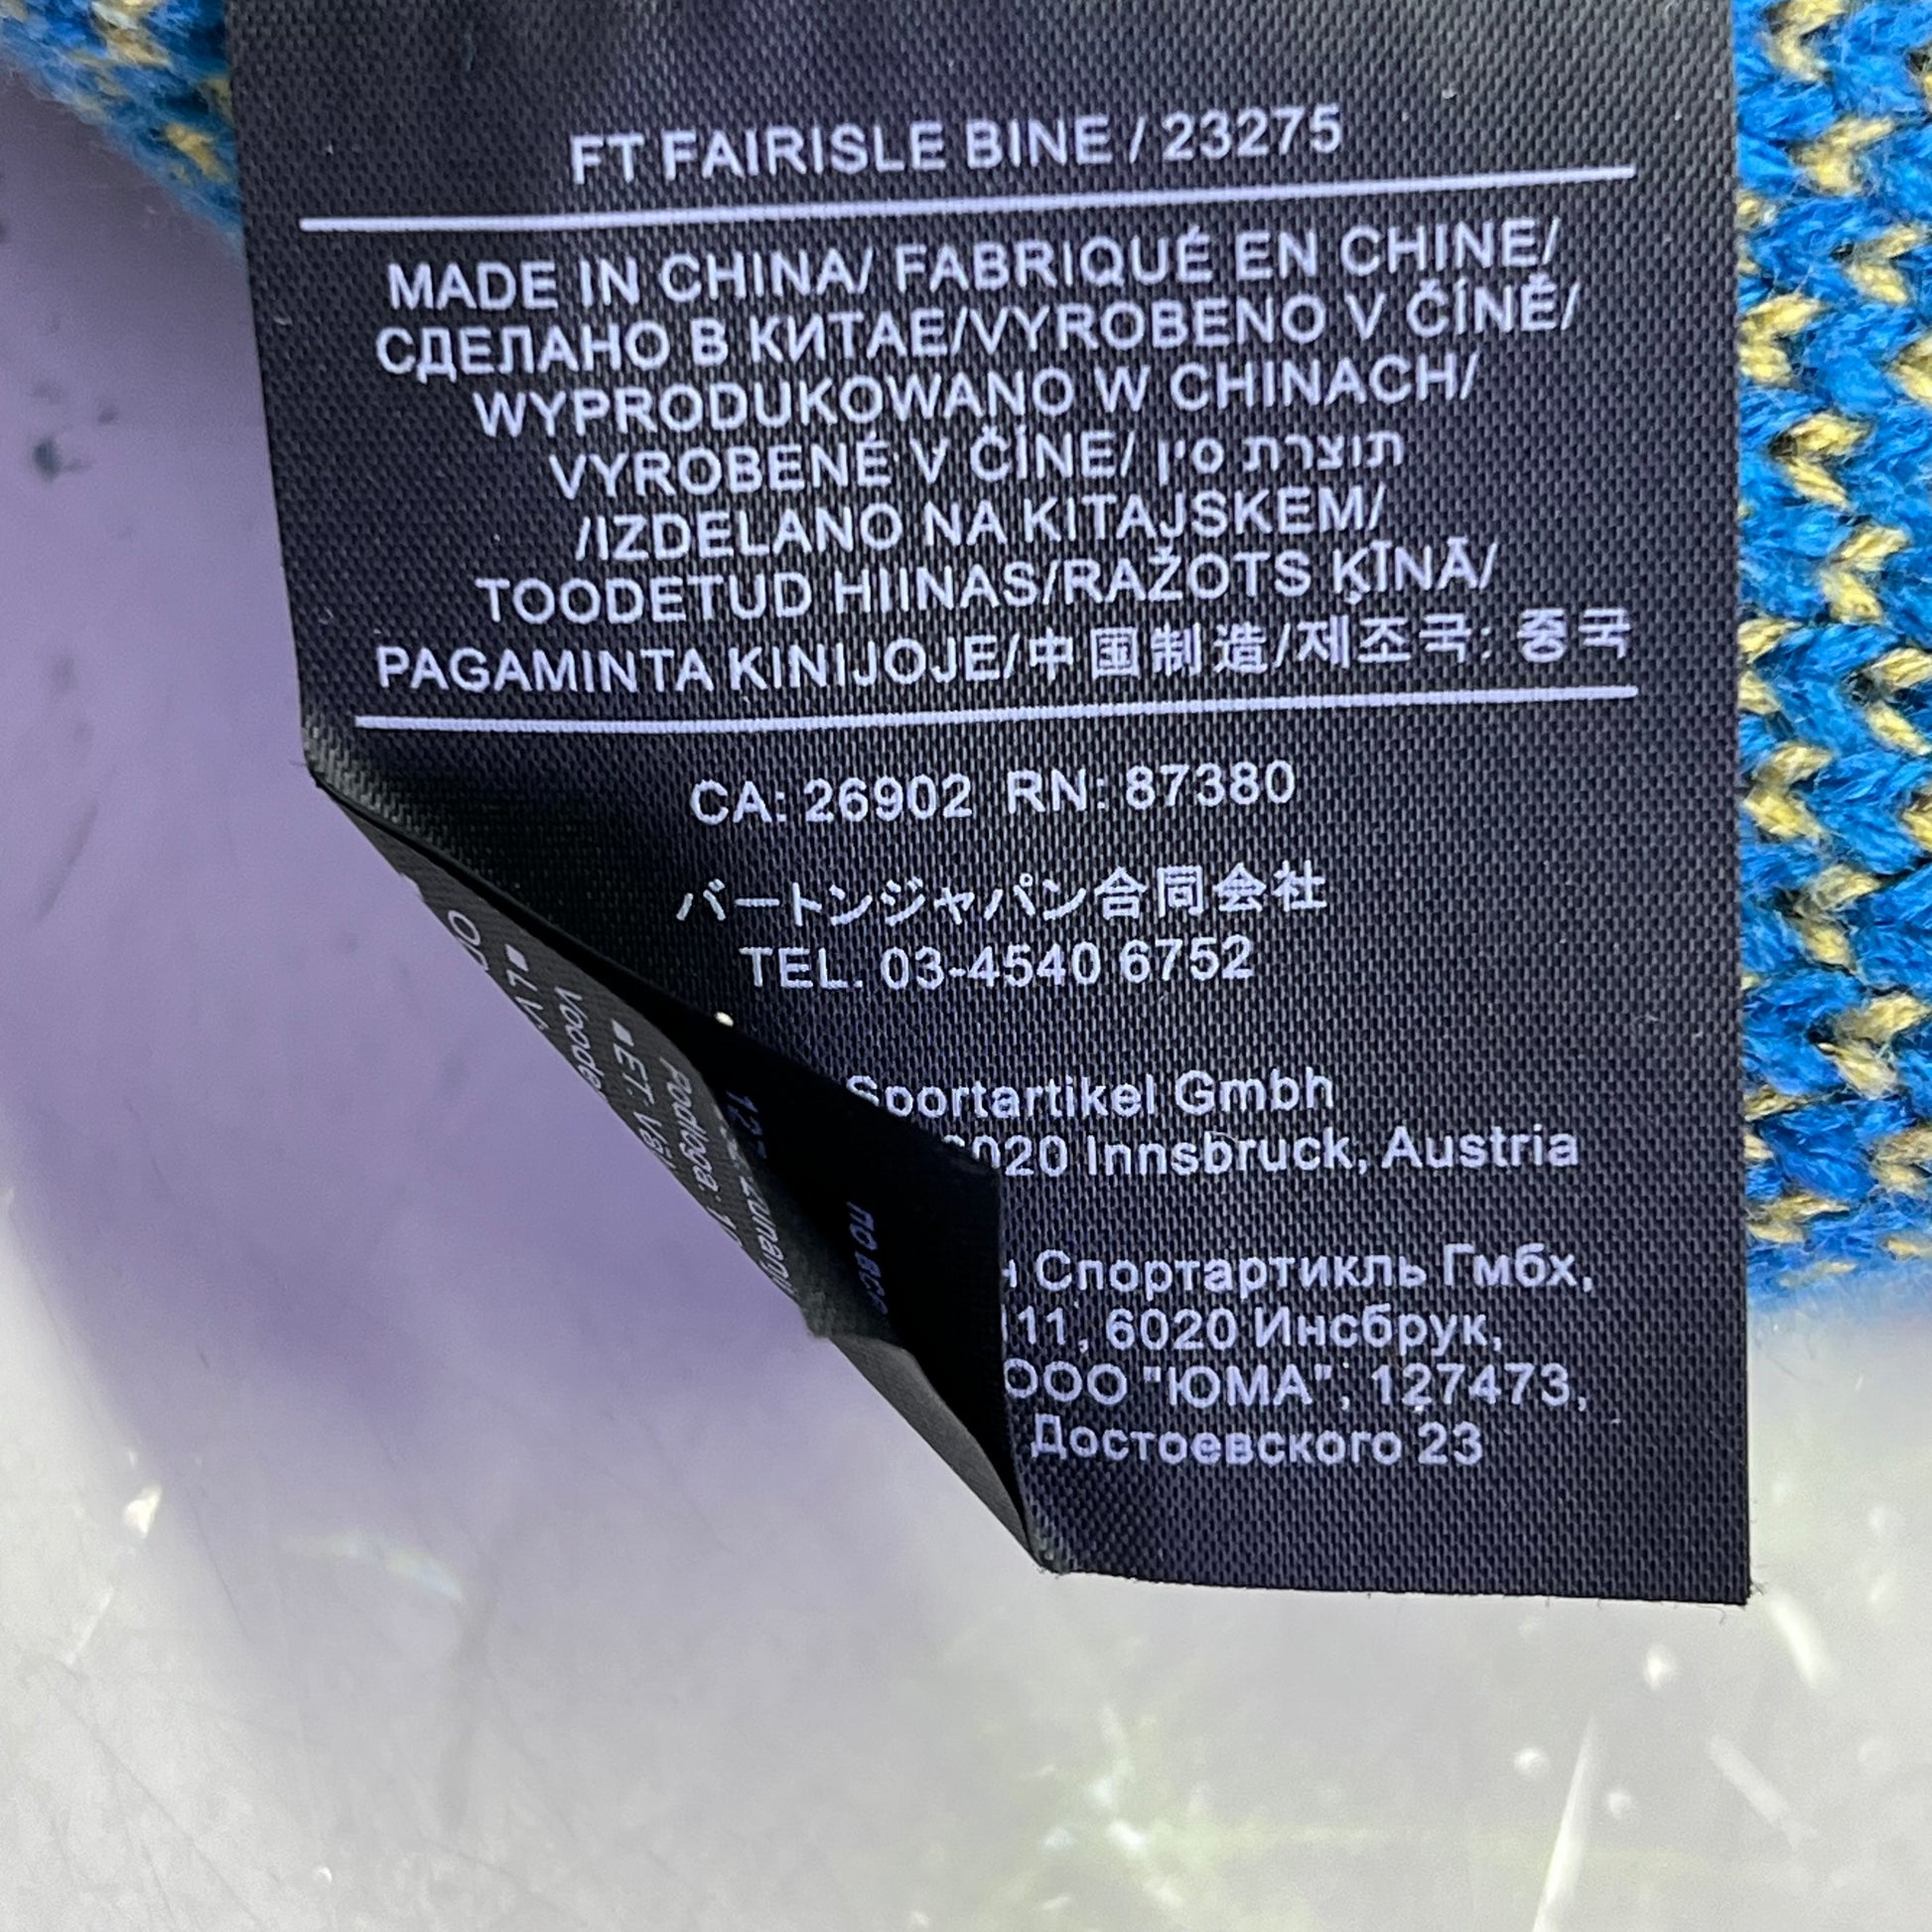 FT FAIRISLE BINE / 23275
MADE IN CHINA/ FABRIQUÉ EN CHINE/
СДЕЛАНО В КИТАЕ/VYROBENO V ČÍNĚ/
WYPRODUKOWANO W CHINACH/
VYROBENÉ V ČÍNE/ תוצרת סין
/IZDELANO NA KITAJSKEM/
TOODETUD HIINAS/RAŽOTS ĶĪNĀ/
PAGAMINTA KINIJOJE/中国制造/제조국: 중국
CA: 26902 RN: 87380
バートンジャパン合同会社
TEL. 03-4540 6752
Sportartikel Gmbh
6020 Innsbruck, Austria
Спортартикль Гмбх,
111, 6020 Инсбрук,
ООО "ЮМА", 127473,
Достоевского 23